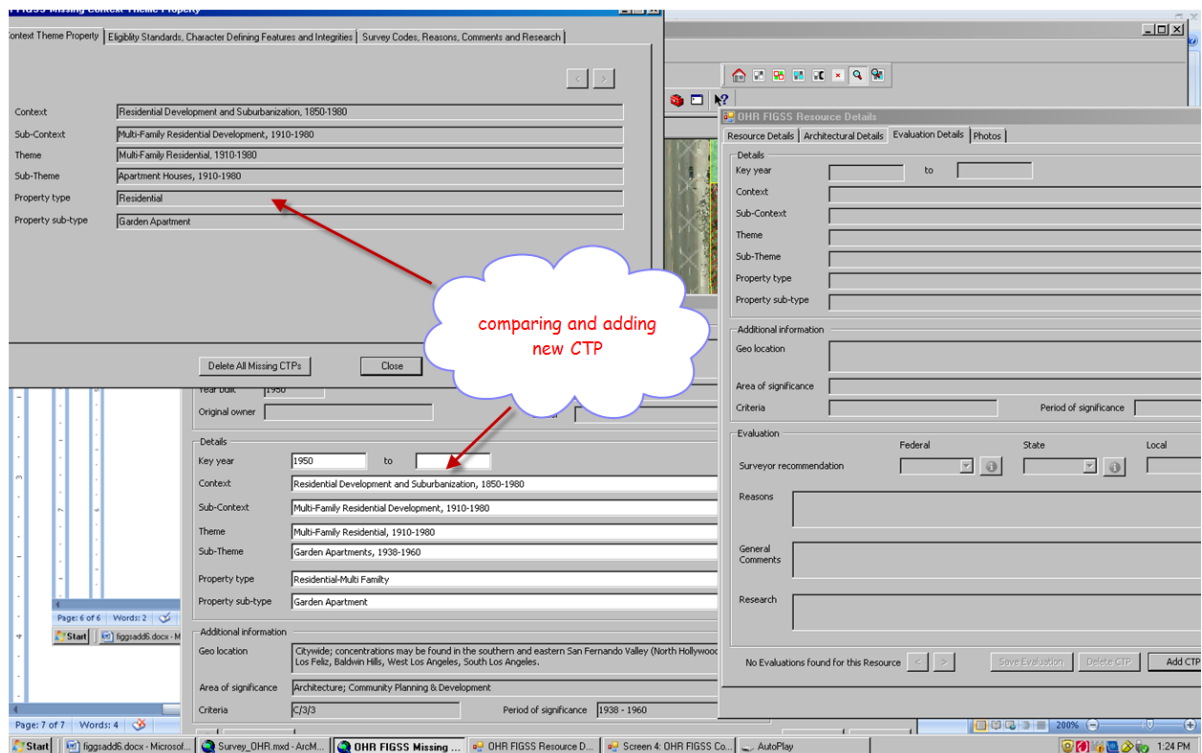 FIGSS Missing Context Theme Property
Context Theme Property
Eligiblity Standards, Character Defining Features and Integrities
Survey Codes, Reasons, Comments and Research
< >
Context Residential Development and Suburbanization, 1850-1980
Sub-Context Multi-Family Residential Development, 1910-1980
Theme Multi-Family Residential, 1910-1980
Sub-Theme Apartment Houses, 1910-1980
Property type Residential
Property sub-type Garden Apartment
Delete All Missing CTPs Close
comparing and adding
new CTP
Year built 1950
Original owner
Details
Key year 1950 to
Context Residential Development and Suburbanization, 1850-1980
Sub-Context Multi-Family Residential Development, 1910-1980
Theme Multi-Family Residential, 1910-1980
Sub-Theme Garden Apartments, 1938-1960
Property type Residential-Multi Familty
Property sub-type Garden Apartment
Additional information
Geo location Citywide; concentrations may be found in the southern and eastern San Fernando Valley (North Hollywood
Los Feliz, Baldwin Hills, West Los Angeles, South Los Angeles.
Area of significance Architecture; Community Planning & Development
Criteria C/3/3 Period of significance 1938 - 1960
OHR FIGSS Resource Details
Resource Details Architectural Details Evaluation Details Photos
Details
Key year to
Context
Sub-Context
Theme
Sub-Theme
Property type
Property sub-type
Additional information
Geo location
Area of significance
Criteria Period of significance
Evaluation
Federal State Local
Surveyor recommendation
Reasons
General
Comments
Research
No Evaluations found for this Resource < > Save Evaluation Delete CTP Add CTP
Page: 6 of 6 Words: 2
Start figgsadd6.docx - M
Page: 7 of 7 Words: 4 200%
Start figgsadd6.docx - Microsof... Survey_OHR.mxd - ArcM... OHR FIGSS Missing ... OHR FIGSS Resource D... Screen 4: OHR FIGSS Co... AutoPlay 1:24 PM